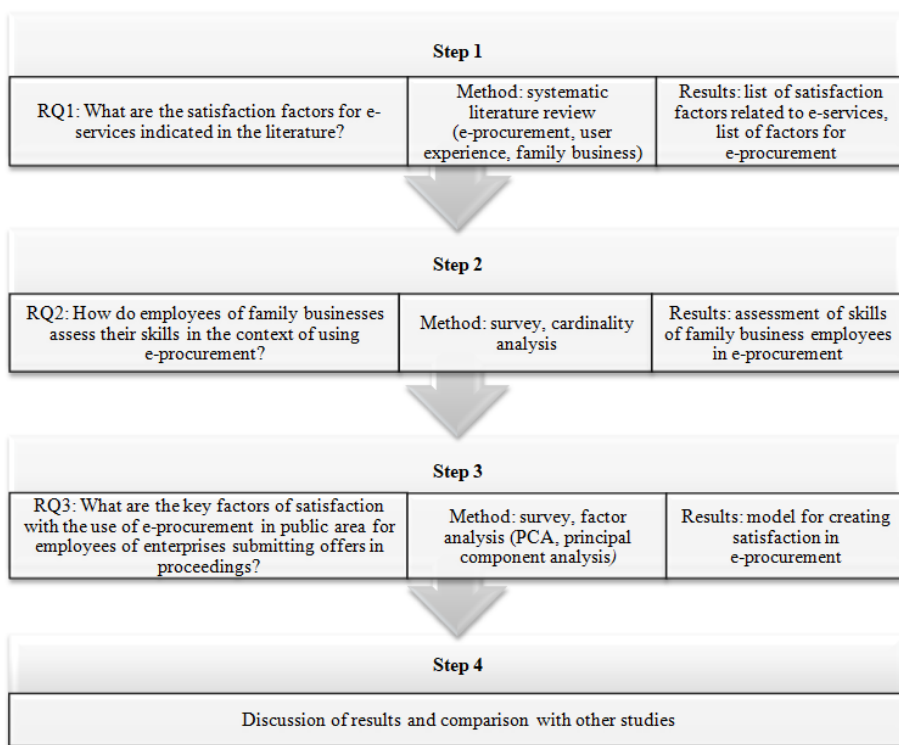 Step 1
RQ1: What are the satisfaction factors for e-
services indicated in the literature?
Method: systematic
literature review
(e-procurement, user
experience, family business)
Results: list of satisfaction
factors related to e-services,
list of factors for
e-procurement
Step 2
RQ2: How do employees of family businesses
assess their skills in the context of using
e-procurement?
Method: survey, cardinality
analysis
Results: assessment of skills
of family business employees
in e-procurement
Step 3
RQ3: What are the key factors of satisfaction
with the use of e-procurement in public area for
employees of enterprises submitting offers in
proceedings?
Method: survey, factor
analysis (PCA, principal
component analysis)
Results: model for creating
satisfaction in
e-procurement
Step 4
Discussion of results and comparison with other studies